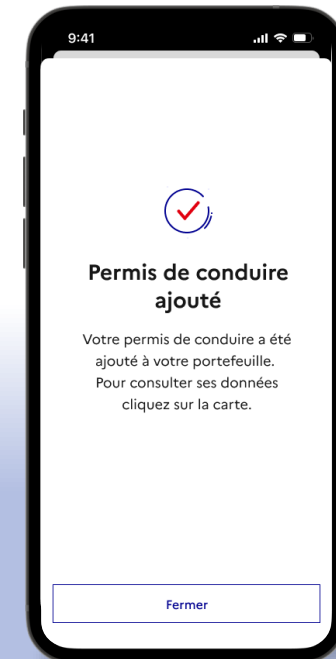 9:41
Permis de conduire
ajouté
Votre permis de conduire a été
ajouté à votre portefeuille.
Pour consulter ses données
cliquez sur la carte.
Fermer